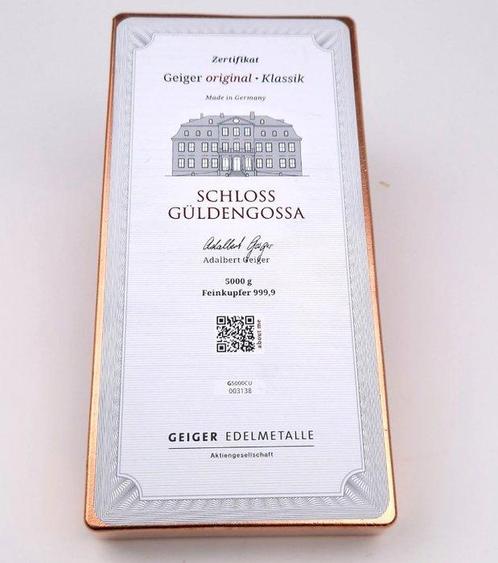 Zertifikat
Geiger original · Klassik
Made in Germany
SCHLOSS
GÜLDENGOSSA
Adalbert Geiger
Adalbert Geiger
5000 g
Feinkupfer 999,9
about me
G5000CU
003138
GEIGER EDELMETALLE
Aktiengesellschaft